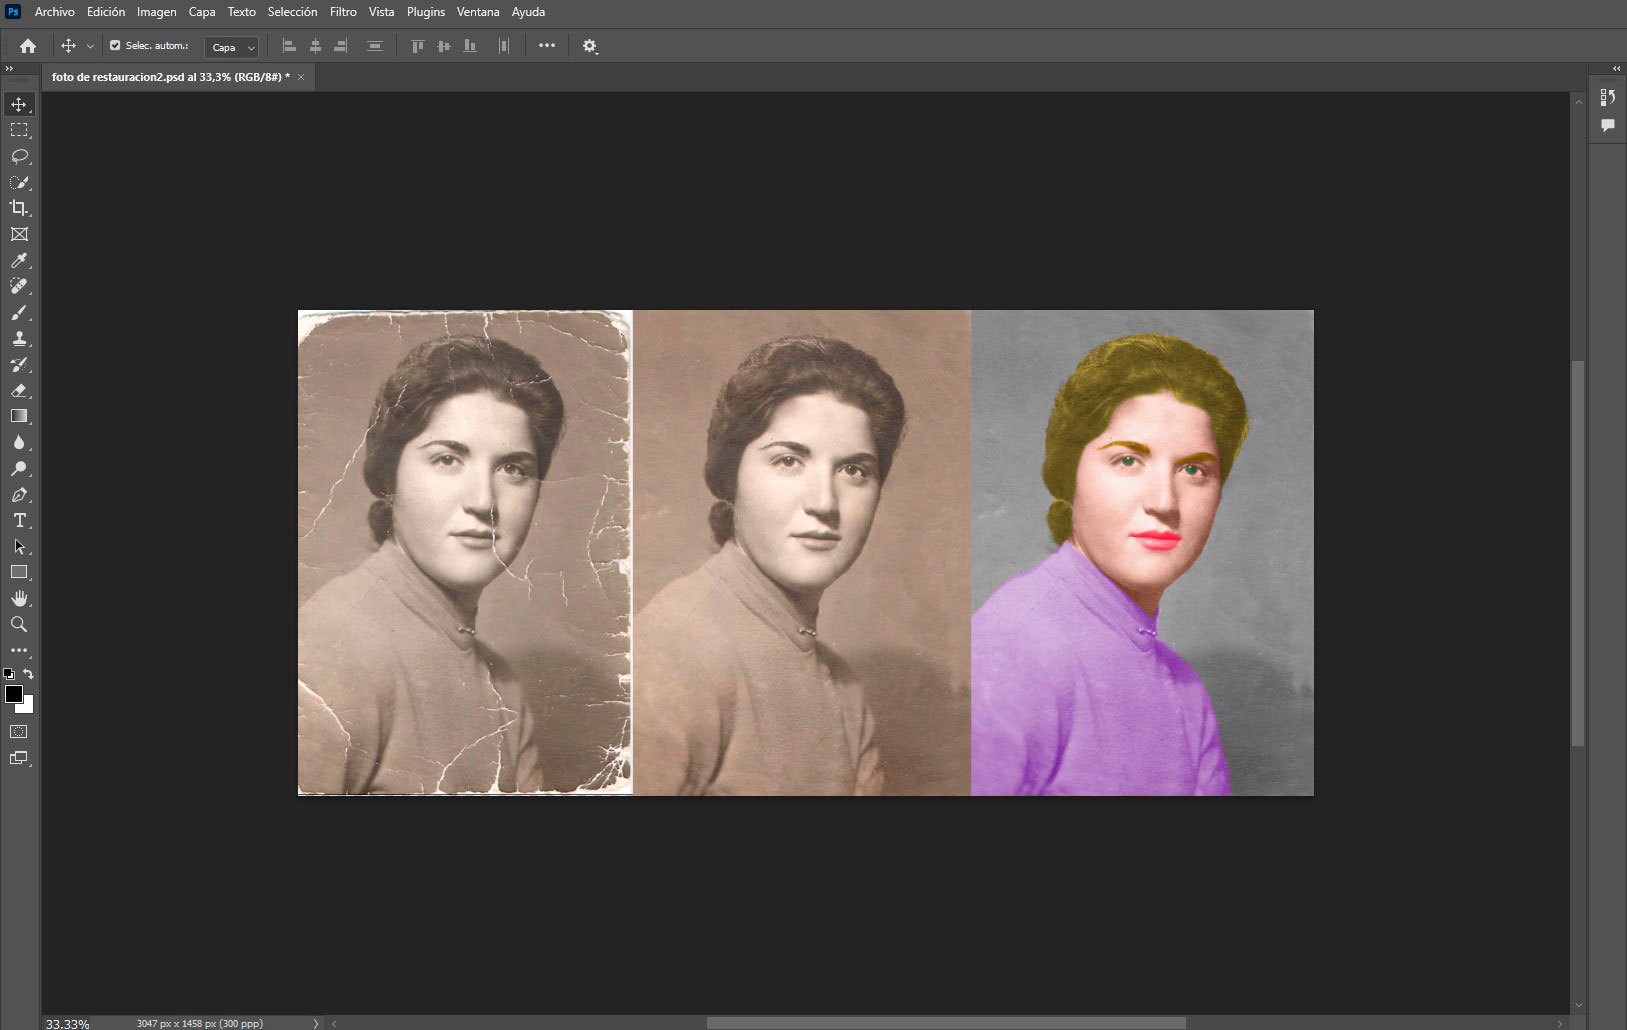 Ps Archivo Edición Imagen Capa Texto Selección Filtro Vista Plugins Ventana Ayuda
Selec. autom.: Capa
foto de restauracion2.psd al 33,3% (RGB/8#) * ×
T
33.33% 3047 px x 1458 px (300 ppp)